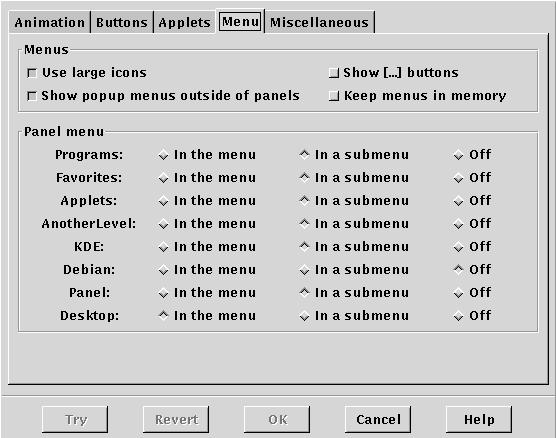 Animation Buttons Applets Menu Miscellaneous
Menus
Use large icons Show [...] buttons
Show popup menus outside of panels Keep menus in memory
Panel menu
Programs: In the menu In a submenu Off
Favorites: In the menu In a submenu Off
Applets: In the menu In a submenu Off
AnotherLevel: In the menu In a submenu Off
KDE: In the menu In a submenu Off
Debian: In the menu In a submenu Off
Panel: In the menu In a submenu Off
Desktop: In the menu In a submenu Off
Try Revert OK Cancel Help